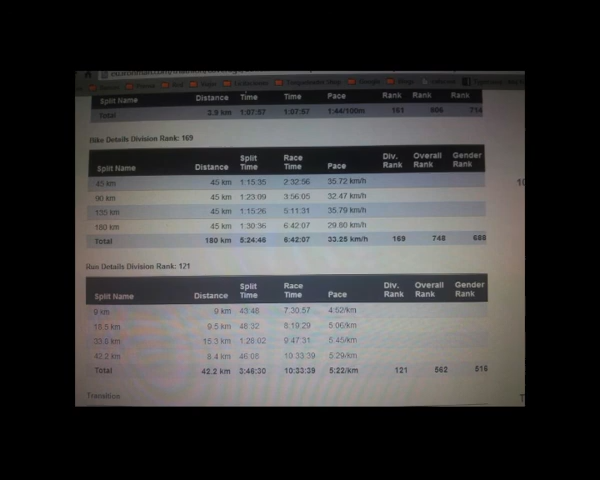 Split Name Distance Time Time Pace Rank Rank Rank
Total 3.9 km 1:07:57 1:07:57 1:44/100m 151 806
Bike Details Division Rank: 169
Split Name Distance Split Time Race Time Pace Div. Rank Overall Rank Gender Rank
45 km 45 km 1:15:35 2:32:56 35.72 km/h
90 km 45 km 1:23:09 3:56:05 32.47 km/h
135 km 45 km 1:15:26 5:11:31 35.79 km/h
180 km 45 km 1:30:36 6:42:07 29.80 km/h
Total 180 km 5:24:46 6:42:07 33.25 km/h 169 748 688
Run Details Division Rank: 121
Split Name Distance Split Time Race Time Pace Div. Rank Overall Rank Gender Rank
9 km 9 km 43:48 7:30:57 4:52/km
18.5 km 9.5 km 48:32 8:19:29 5:06/km
33.8 km 15.3 km 1:28:02 9:47:31 5:45/km
42.2 km 8.4 km 46:08 10:33:39 5:29/km
Total 42.2 km 3:46:30 10:33:39 5:22/km 121 562 516
Transition